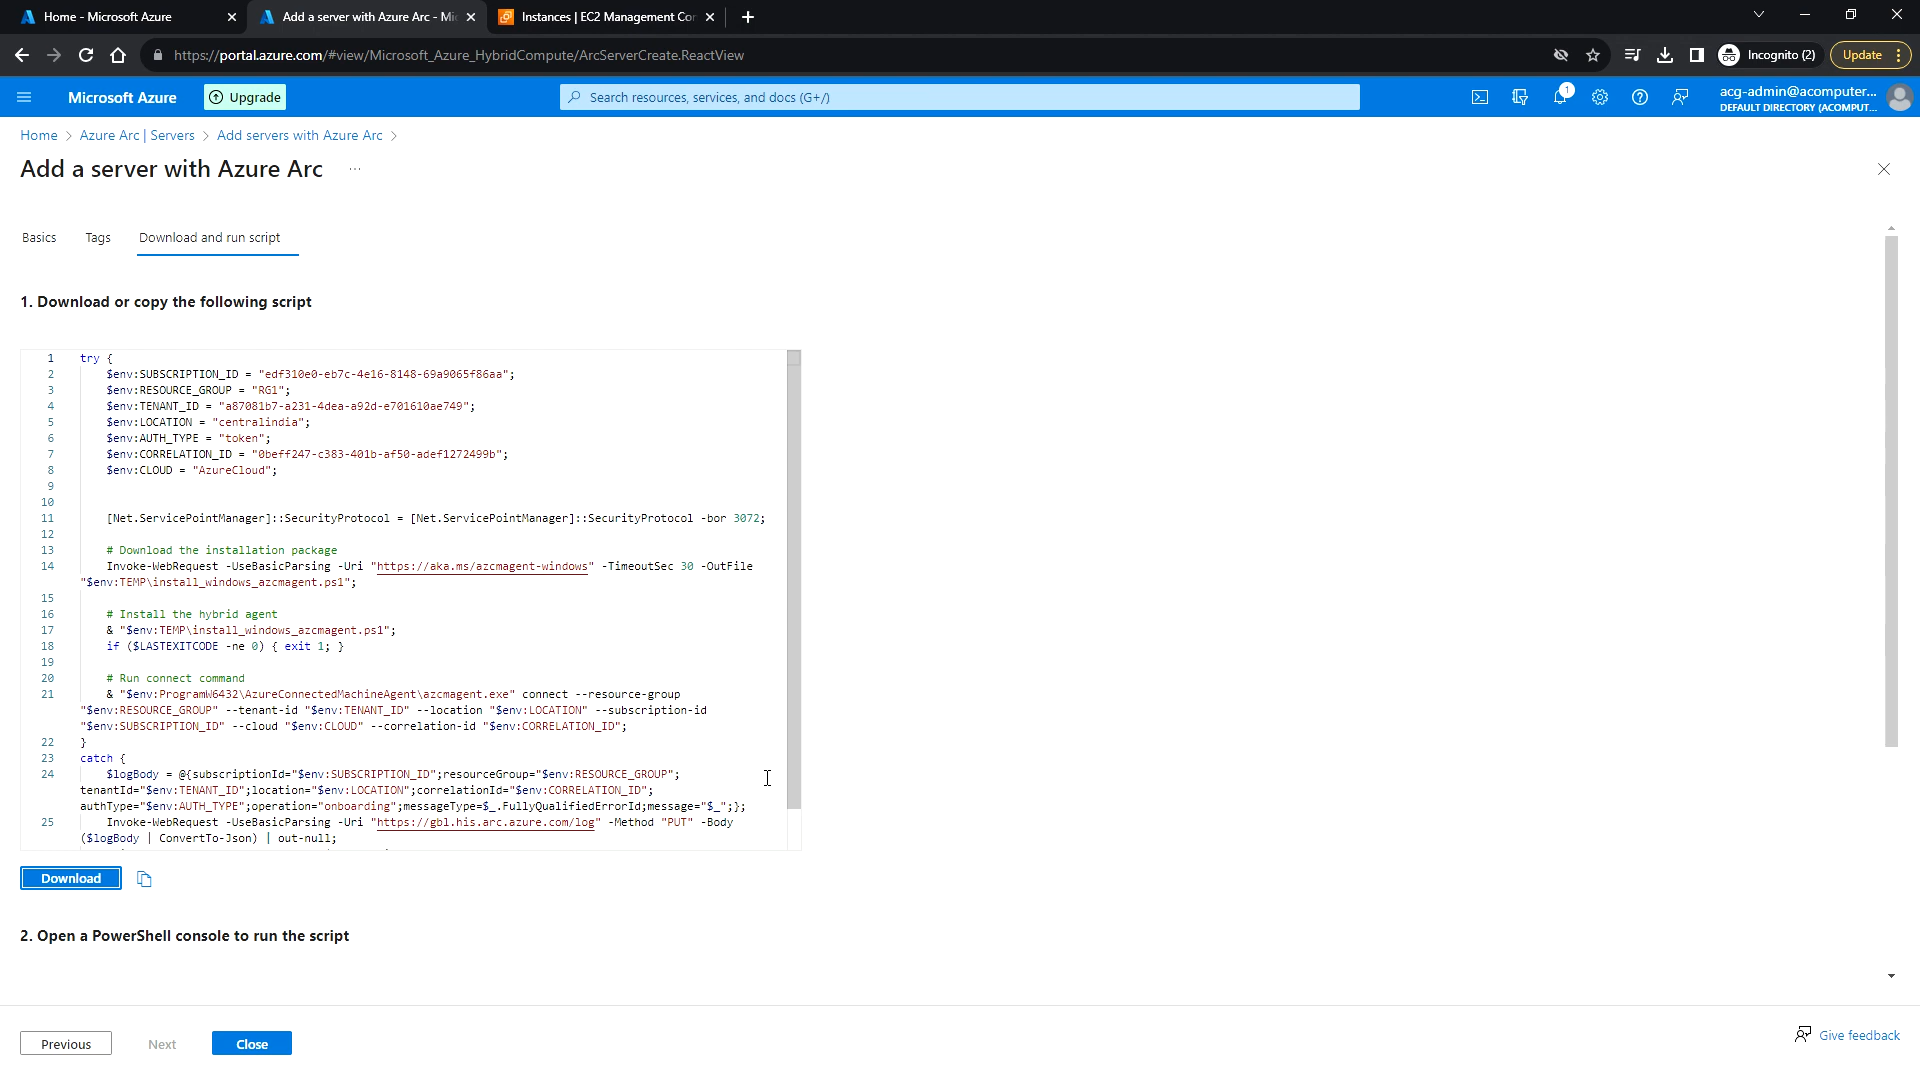 Home - Microsoft Azure
Add a server with Azure Arc - Mic
Instances | EC2 Management Con
https://portal.azure.com/#view/Microsoft_Azure_HybridCompute/ArcServerCreate.ReactView
Incognito (2)
Update
Microsoft Azure
Upgrade
Search resources, services, and docs (G+/)
1
acg-admin@acomputer...
DEFAULT DIRECTORY (ACOMPUT...
Home > Azure Arc | Servers > Add servers with Azure Arc >
Add a server with Azure Arc ...
Basics
Tags
Download and run script
1. Download or copy the following script
1 try {
2 $env:SUBSCRIPTION_ID = "edf310e0-eb7c-4e16-8148-69a9065f86aa";
3 $env:RESOURCE_GROUP = "RG1";
4 $env:TENANT_ID = "a87081b7-a231-4dea-a92d-e701610ae749";
5 $env:LOCATION = "centralindia";
6 $env:AUTH_TYPE = "token";
7 $env:CORRELATION_ID = "0beff247-c383-401b-af50-adef1272499b";
8 $env:CLOUD = "AzureCloud";
9
10
11 [Net.ServicePointManager]::SecurityProtocol = [Net.ServicePointManager]::SecurityProtocol -bor 3072;
12
13 # Download the installation package
14 Invoke-WebRequest -UseBasicParsing -Uri "https://aka.ms/azcmagent-windows" -TimeoutSec 30 -OutFile
"$env:TEMP\install_windows_azcmagent.ps1";
15
16 # Install the hybrid agent
17 & "$env:TEMP\install_windows_azcmagent.ps1";
18 if ($LASTEXITCODE -ne 0) { exit 1; }
19
20 # Run connect command
21 & "$env:ProgramW6432\AzureConnectedMachineAgent\azcmagent.exe" connect --resource-group
"$env:RESOURCE_GROUP" --tenant-id "$env:TENANT_ID" --location "$env:LOCATION" --subscription-id
"$env:SUBSCRIPTION_ID" --cloud "$env:CLOUD" --correlation-id "$env:CORRELATION_ID";
22 }
23 catch {
24 $logBody = @{subscriptionId="$env:SUBSCRIPTION_ID";resourceGroup="$env:RESOURCE_GROUP";
tenantId="$env:TENANT_ID";location="$env:LOCATION";correlationId="$env:CORRELATION_ID";
authType="$env:AUTH_TYPE";operation="onboarding";messageType=$_.FullyQualifiedErrorId;message="$_";};
25 Invoke-WebRequest -UseBasicParsing -Uri "https://gbl.his.arc.azure.com/log" -Method "PUT" -Body
($logBody | ConvertTo-Json) | out-null;
Download
2. Open a PowerShell console to run the script
Previous
Next
Close
Give feedback